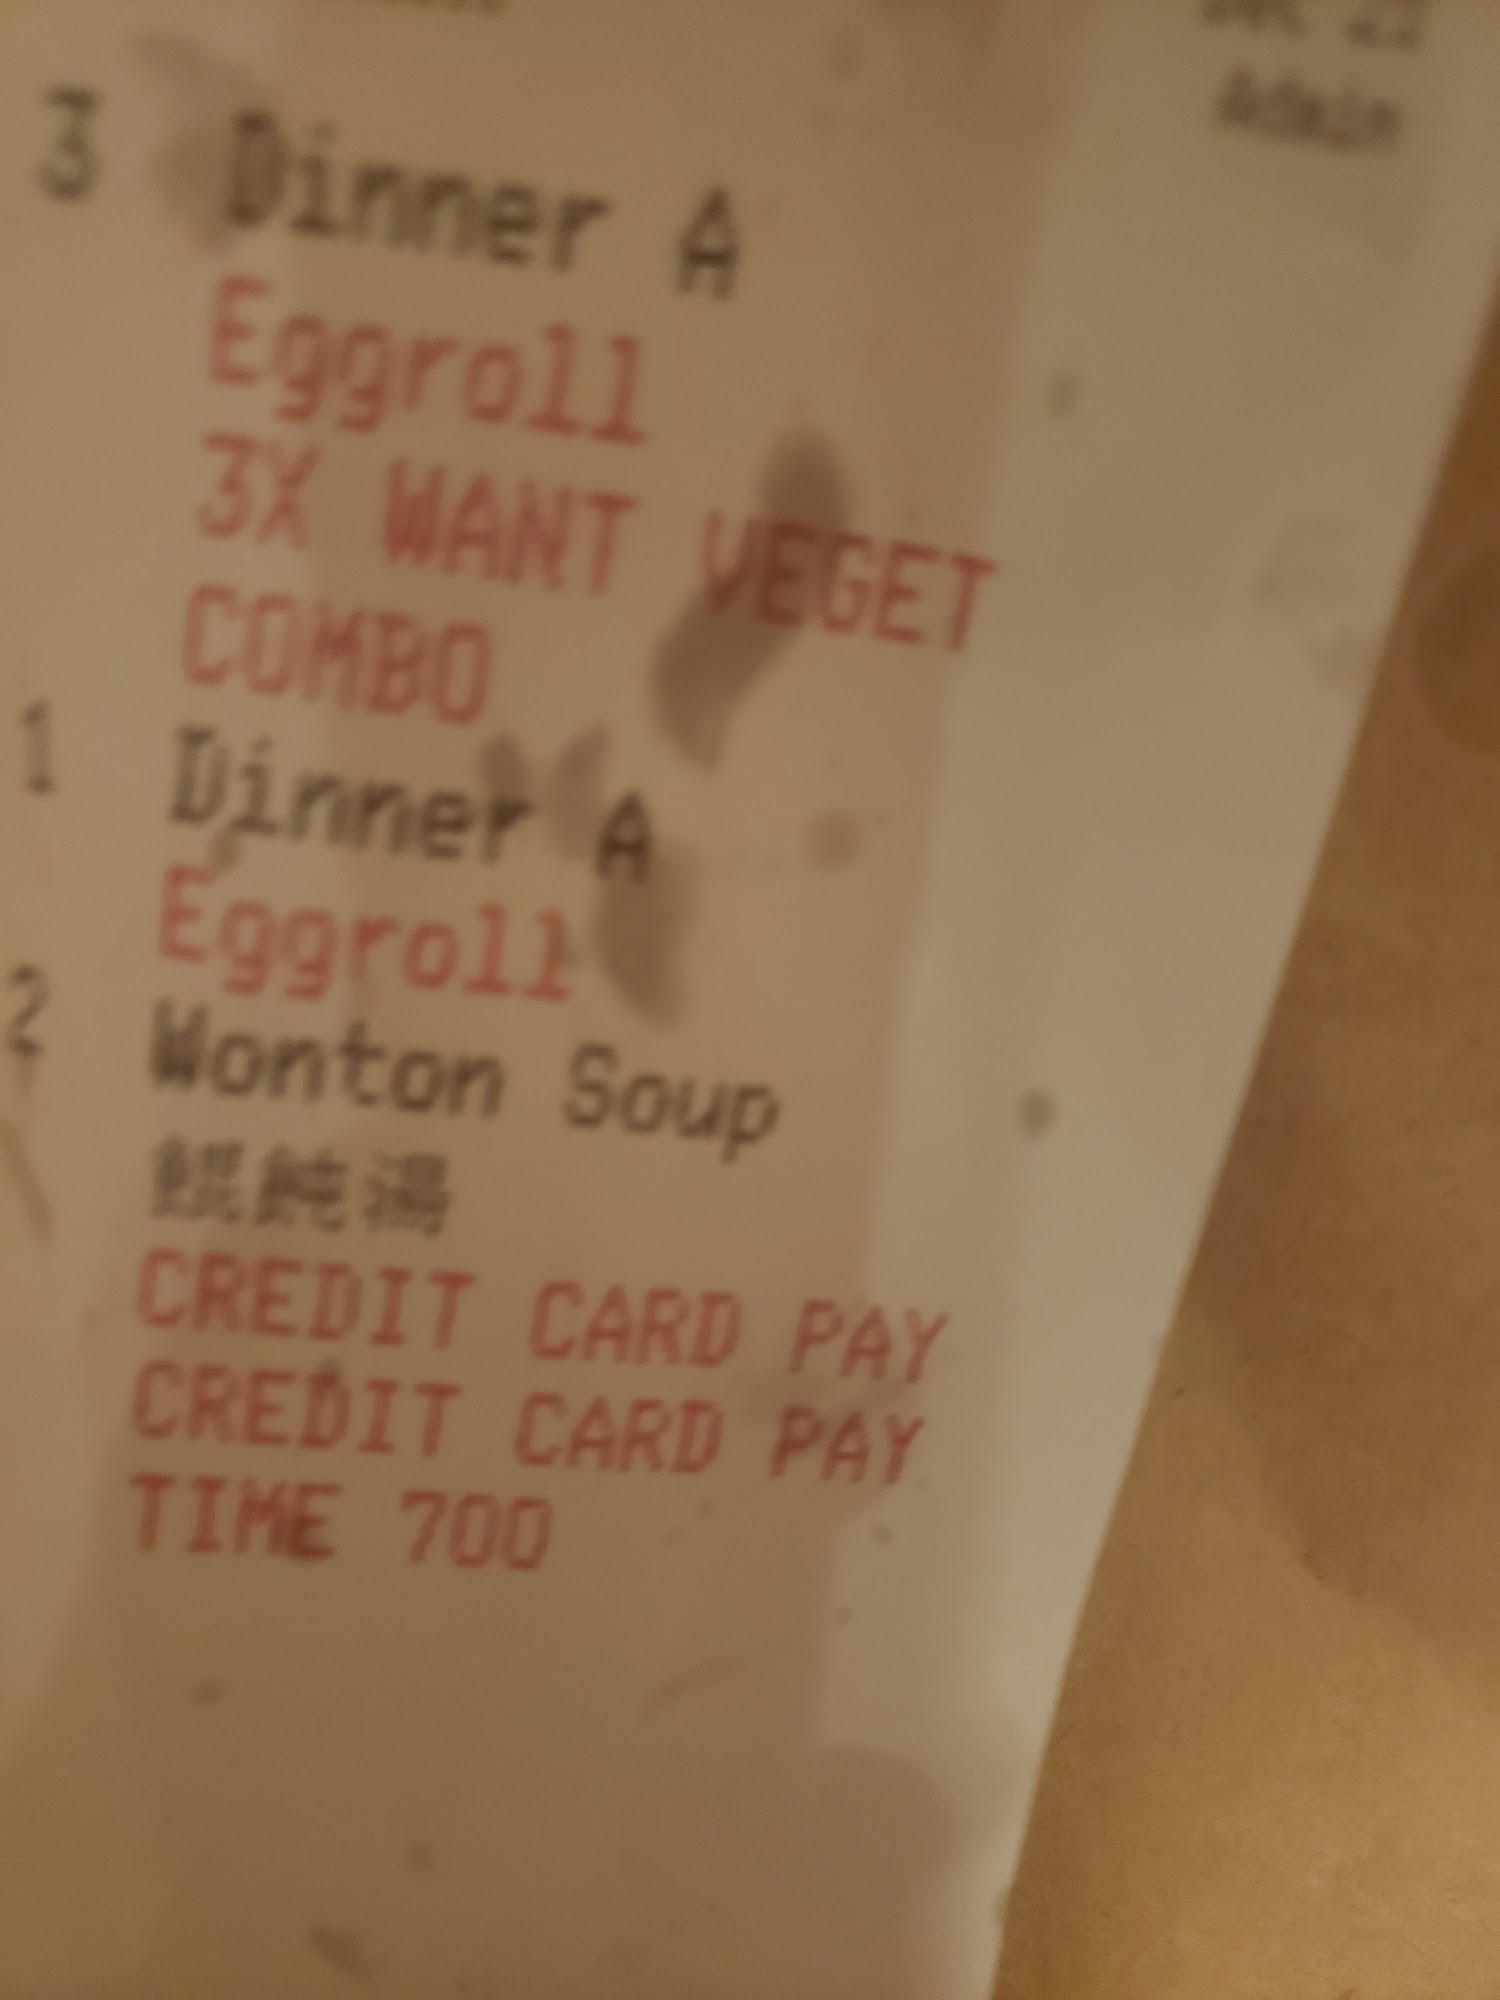 Admin
3 Dinner A
Eggroll
3X WANT VEGET
COMBO
1 Dinner A
Eggroll
2 Wonton Soup
餛飩湯
CREDIT CARD PAY
CREDIT CARD PAY
TIME 700